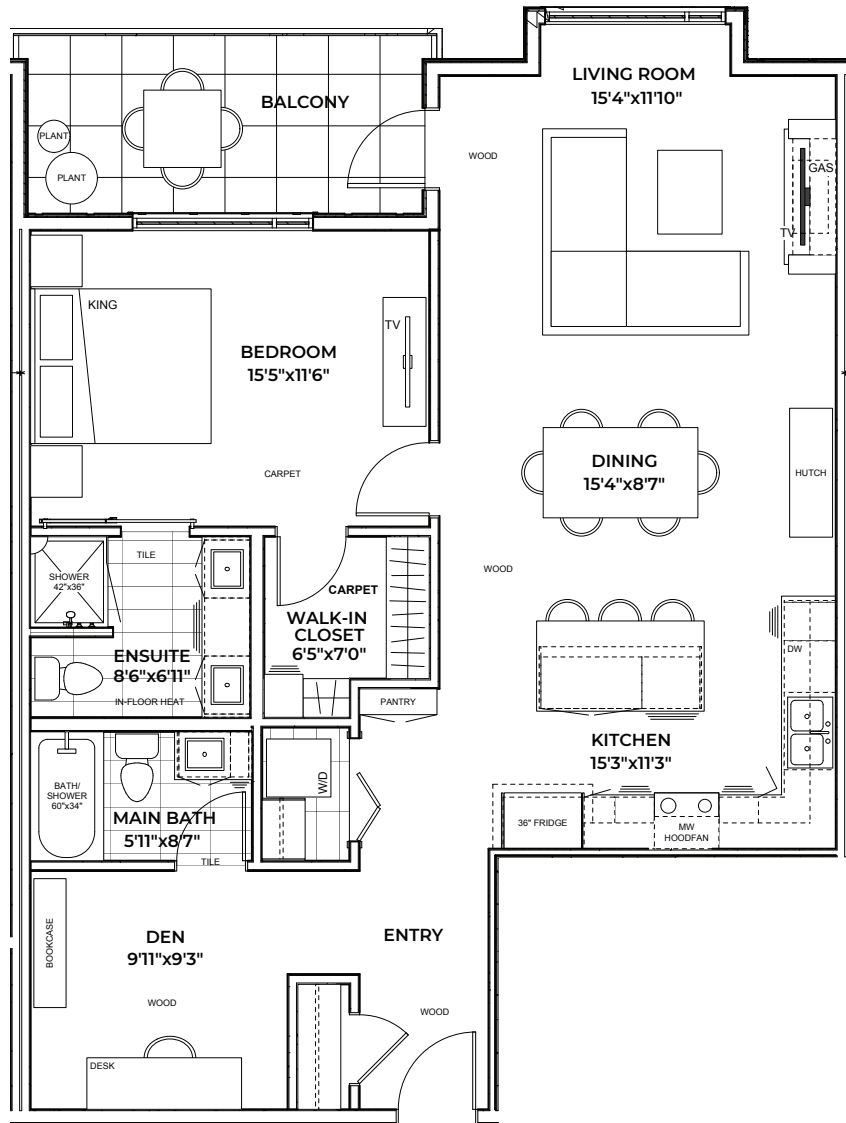 LIVING ROOM
15'4"x11'10"
BALCONY
PLANT
PLANT
WOOD
GAS
TV
KING
TV
BEDROOM
15'5"x11'6"
CARPET
DINING
15'4"x8'7"
HUTCH
TILE
SHOWER
42"x36"
WOOD
CARPET
WALK-IN
CLOSET
6'5"x7'0"
ENSUITE
8'6"x6'11"
IN-FLOOR HEAT
DW
PANTRY
KITCHEN
15'3"x11'3"
W/D
BATH/
SHOWER
60"x34"
MAIN BATH
5'11"x8'7"
TILE
36" FRIDGE
MW
HOODFAN
BOOKCASE
DEN
9'11"x9'3"
ENTRY
WOOD
WOOD
DESK